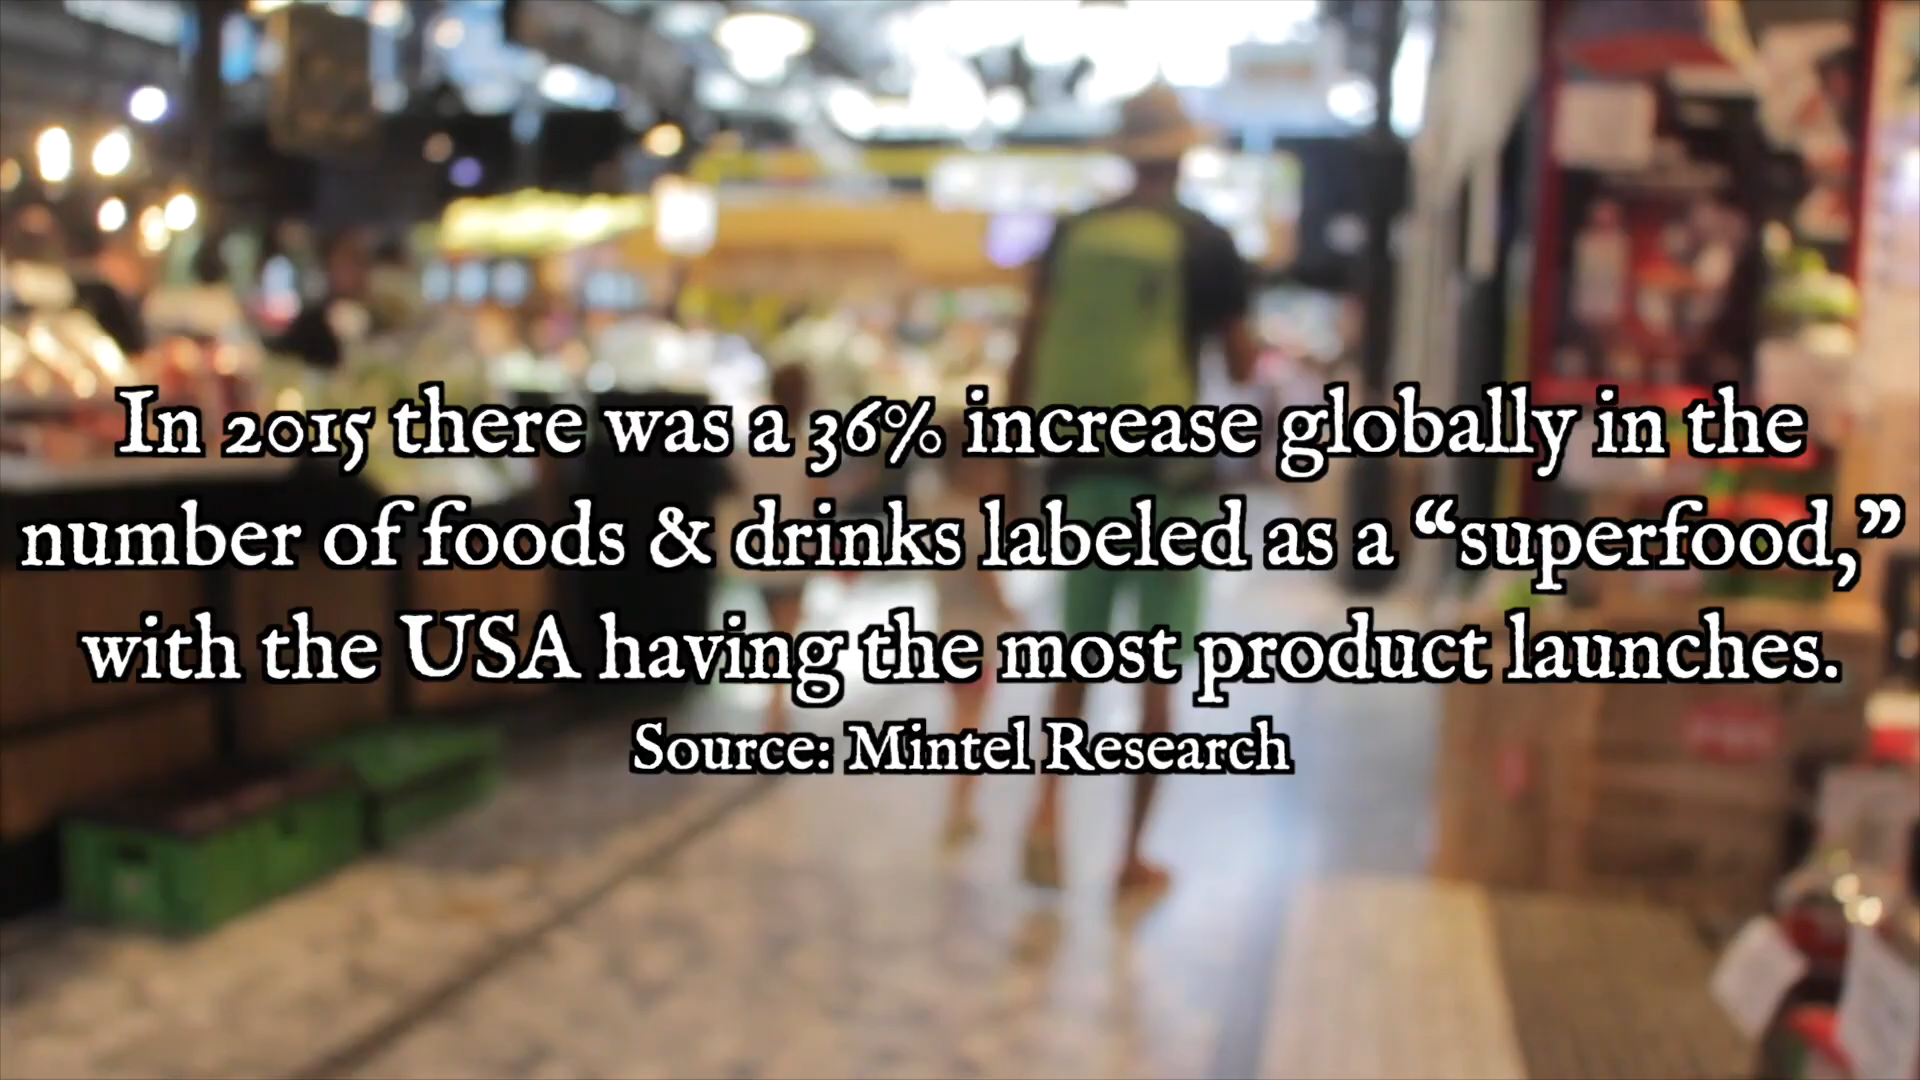 In 2015 there was a 36% increase globally in the
number of foods & drinks labeled as a “superfood,”
with the USA having the most product launches.
Source: Mintel Research